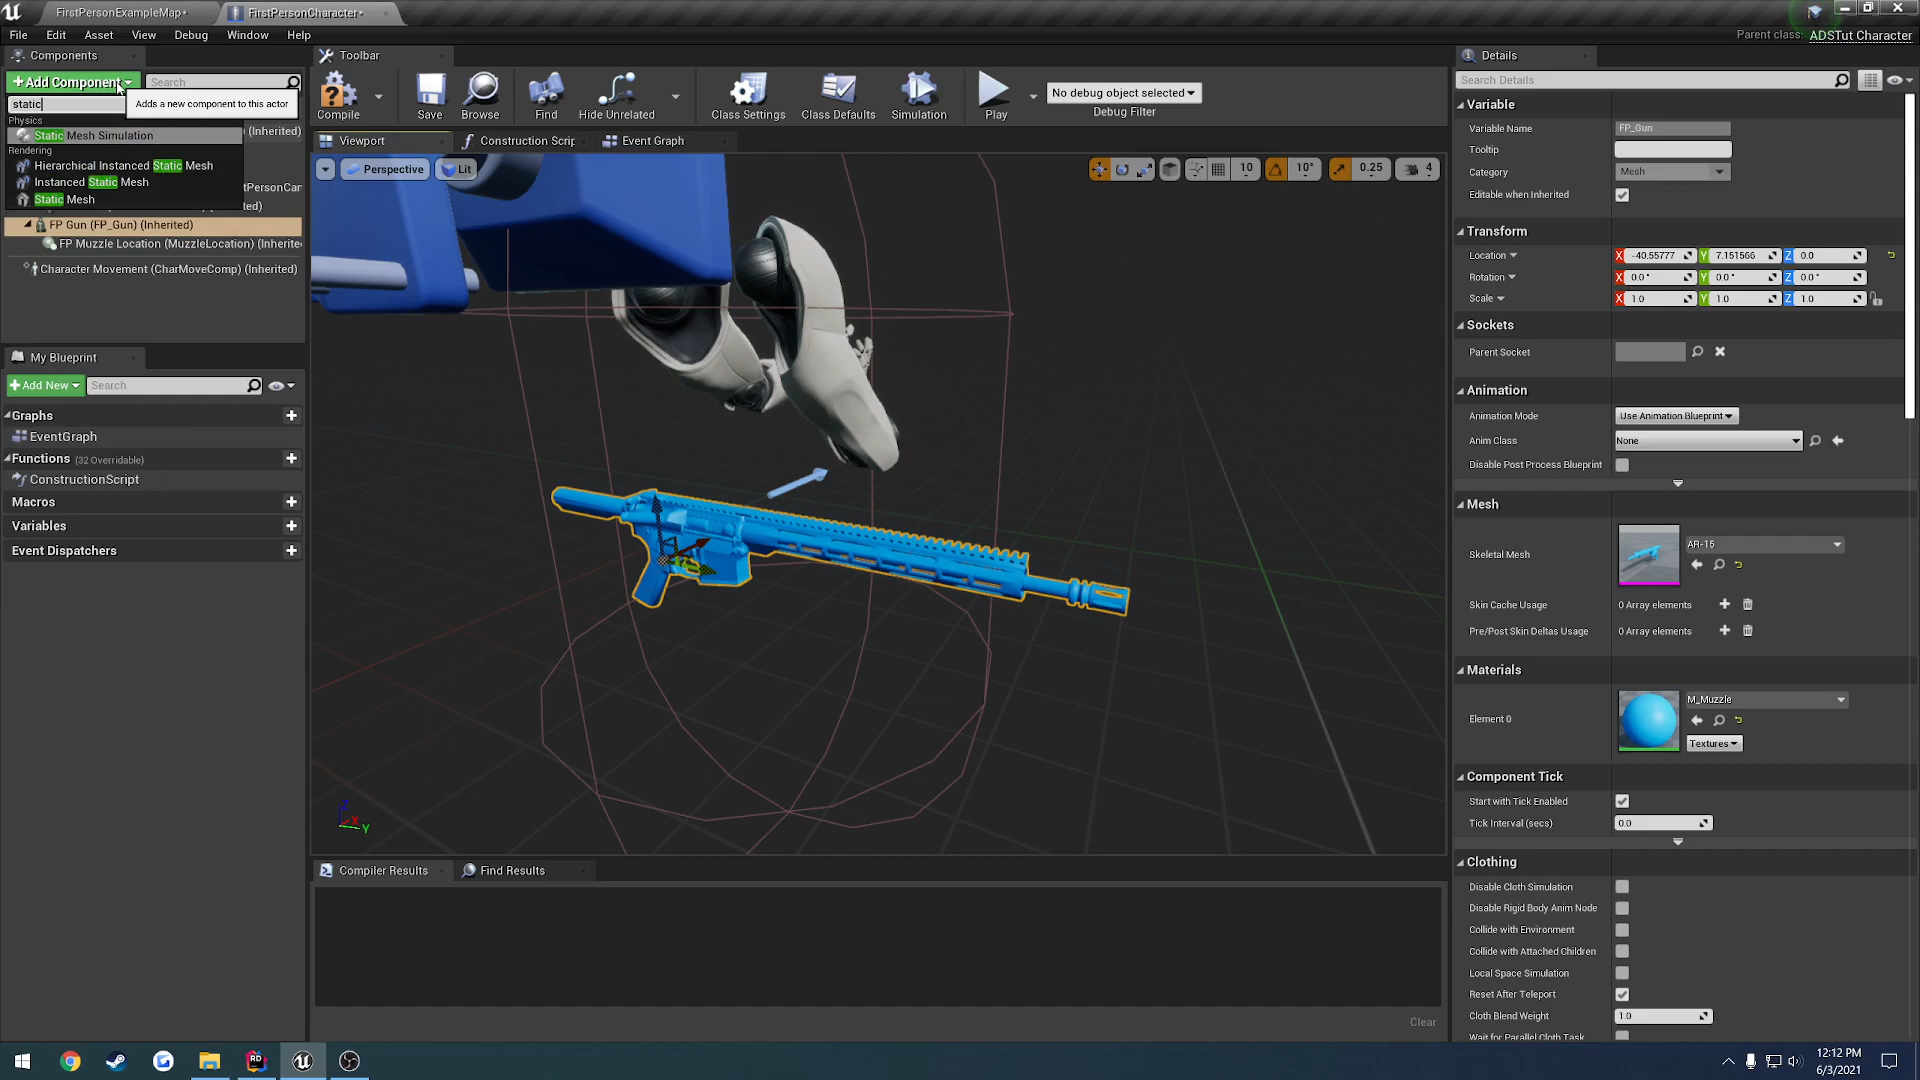 FirstPersonExampleMap*
FirstPersonCharacter*
File
Edit
Asset
View
Debug
Window
Help
Parent class: ADSTut Character
Components
+Add Component
Search
static
Adds a new component to this actor
Physics
Static Mesh Simulation
(Inherited)
Rendering
Hierarchical Instanced Static Mesh
Instanced Static Mesh
Static Mesh
FP Gun (FP_Gun) (Inherited)
FP Muzzle Location (MuzzleLocation) (Inherite
Character Movement (CharMoveComp) (Inherited)
My Blueprint
+Add New
Search
Graphs
EventGraph
Functions (32 Overridable)
ConstructionScript
Macros
Variables
Event Dispatchers
Toolbar
Compile
Save
Browse
Find
Hide Unrelated
Class Settings
Class Defaults
Simulation
Play
No debug object selected
Debug Filter
Viewport
Construction Scrip
Event Graph
Perspective
Lit
10
10°
0.25
4
Z
X
Y
Compiler Results
Find Results
Clear
Details
Search Details
Variable
Variable Name
FP_Gun
Tooltip
Category
Mesh
Editable when Inherited
Transform
Location
X -40.55777 Y 7.151566 Z 0.0
Rotation
X 0.0 ° Y 0.0 ° Z 0.0 °
Scale
X 1.0 Y 1.0 Z 1.0
Sockets
Parent Socket
Animation
Animation Mode
Use Animation Blueprint
Anim Class
None
Disable Post Process Blueprint
Mesh
Skeletal Mesh
AR-15
Skin Cache Usage
0 Array elements
Pre/Post Skin Deltas Usage
0 Array elements
Materials
Element 0
M_Muzzle
Textures
Component Tick
Start with Tick Enabled
Tick Interval (secs)
0.0
Clothing
Disable Cloth Simulation
Disable Rigid Body Anim Node
Collide with Environment
Collide with Attached Children
Local Space Simulation
Reset After Teleport
Cloth Blend Weight
1.0
Wait for Parallel Cloth Task
12:12 PM
6/3/2021